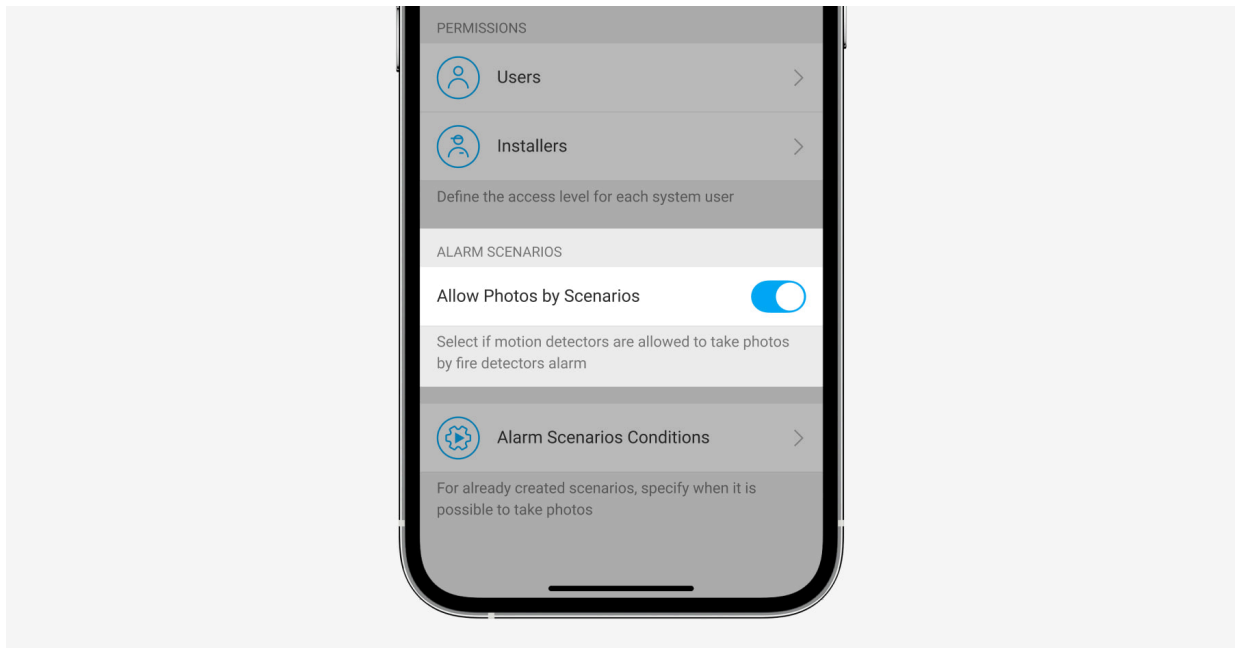 PERMISSIONS
Users
Installers
Define the access level for each system user
ALARM SCENARIOS
Allow Photos by Scenarios
Select if motion detectors are allowed to take photos
by fire detectors alarm
Alarm Scenarios Conditions
For already created scenarios, specify when it is
possible to take photos